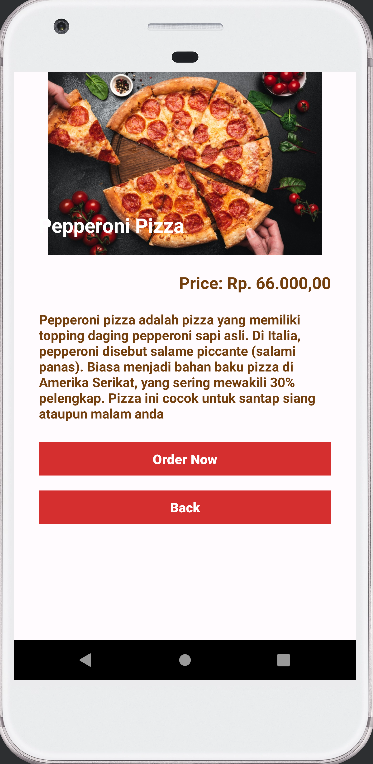 Pepperoni Pizza
Price: Rp. 66.000,00
Pepperoni pizza adalah pizza yang memiliki
topping daging pepperoni sapi asli. Di Italia,
pepperoni disebut salame piccante (salami
panas). Biasa menjadi bahan baku pizza di
Amerika Serikat, yang sering mewakili 30%
pelengkap. Pizza ini cocok untuk santap siang
ataupun malam anda
Order Now
Back